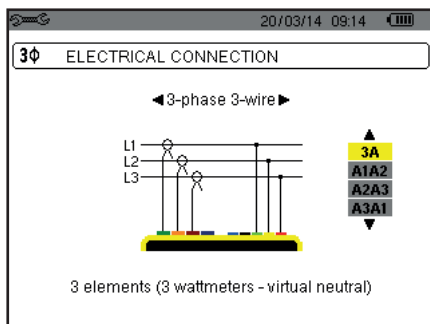 20/03/14 09:14
3ϕ ELECTRICAL CONNECTION
◄3-phase 3-wire►
L1
L2
L3
3A
A1A2
A2A3
A3A1
3 elements (3 wattmeters - virtual neutral)